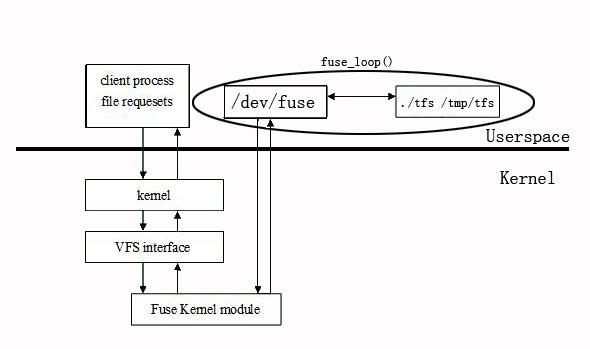 fuse_loop()
client process
file requesets
/dev/fuse
./tfs /tmp/tfs
Userspace
Kernel
kernel
VFS interface
Fuse Kernel module